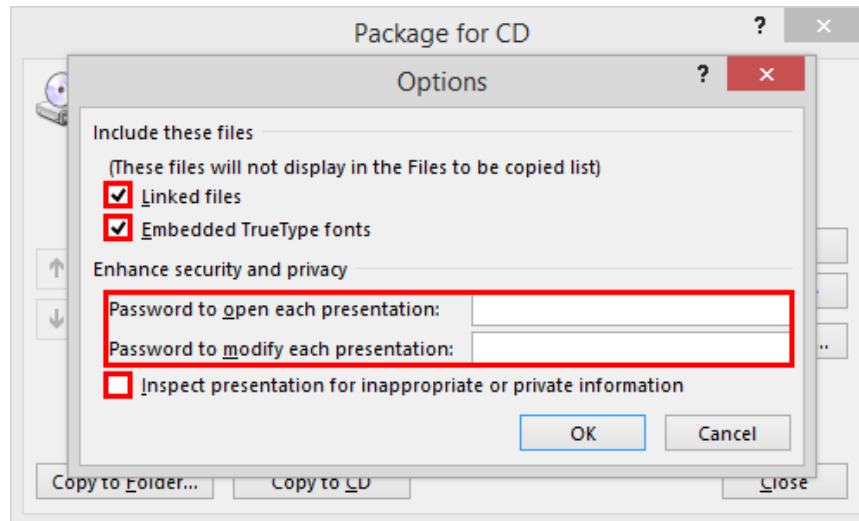 Package for CD
?
×
Options
?
×
Include these files
(These files will not display in the Files to be copied list)
Linked files
Embedded TrueType fonts
Enhance security and privacy
Password to open each presentation:
Password to modify each presentation:
..
Inspect presentation for inappropriate or private information
OK
Cancel
Copy to Folder...
Copy to CD
Close